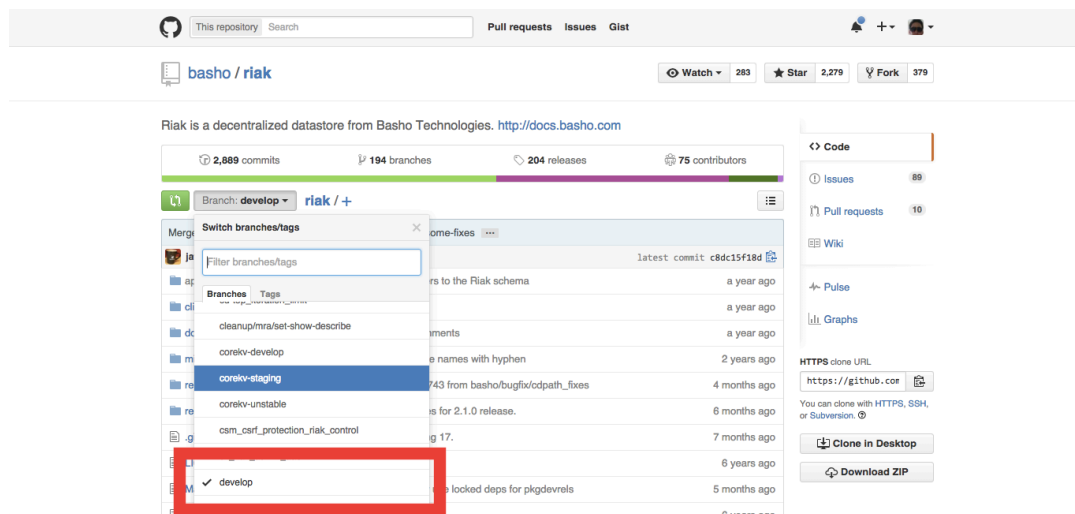 This repository Search
Pull requests Issues Gist
basho / riak
Watch 283 Star 2,279 Fork 379
Riak is a decentralized datastore from Basho Technologies. http://docs.basho.com
2,889 commits 194 branches 204 releases 75 contributors
Branch: develop riak / +
Switch branches/tags
Filter branches/tags
Branches Tags
cleanup/mra/set-show-describe
corekv-develop
corekv-staging
corekv-unstable
csm_csrf_protection_riak_control
develop
Merge ome-fixes
latest commit c8dc15f18d
rs to the Riak schema a year ago
a year ago
nments a year ago
e names with hyphen 2 years ago
743 from basho/bugfix/cdpath_fixes 4 months ago
es for 2.1.0 release. 6 months ago
g 17. 7 months ago
6 years ago
e locked deps for pkgdevrels 5 months ago
Code
Issues 89
Pull requests 10
Wiki
Pulse
Graphs
HTTPS clone URL
https://github.com
You can clone with HTTPS, SSH,
or Subversion.
Clone in Desktop
Download ZIP